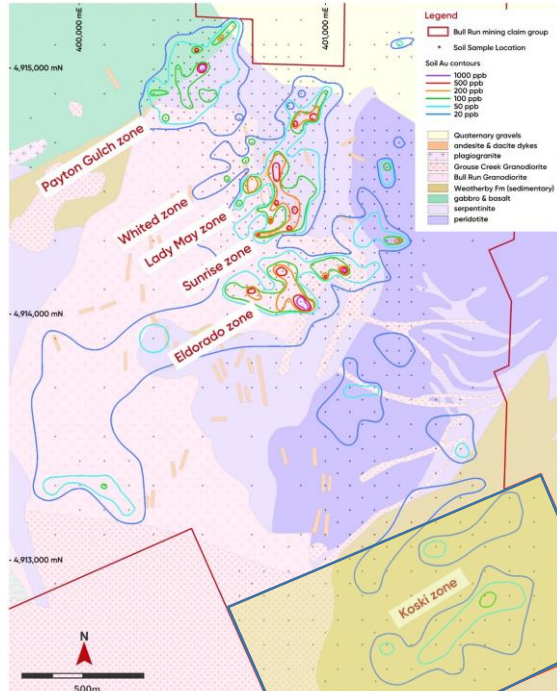 400,000 mE
401,000 mE
4,915,000 mN
4,914,000 mN
4,913,000 mN
Legend
Bull Run mining claim group
Soil Sample Location
Soil Au contours
1000 ppb
500 ppb
200 ppb
100 ppb
50 ppb
20 ppb
Quaternary gravels
andesite & dacite dykes
plagiogranite
Grouse Creek Granodiorite
Bull Run Granodiorite
Weatherby Fm (sedimentary)
gabbro & basalt
serpentinite
peridotite
Payton Gulch zone
Whited zone
Lady May zone
Sunrise zone
Eldorado zone
Koski zone
N
500m